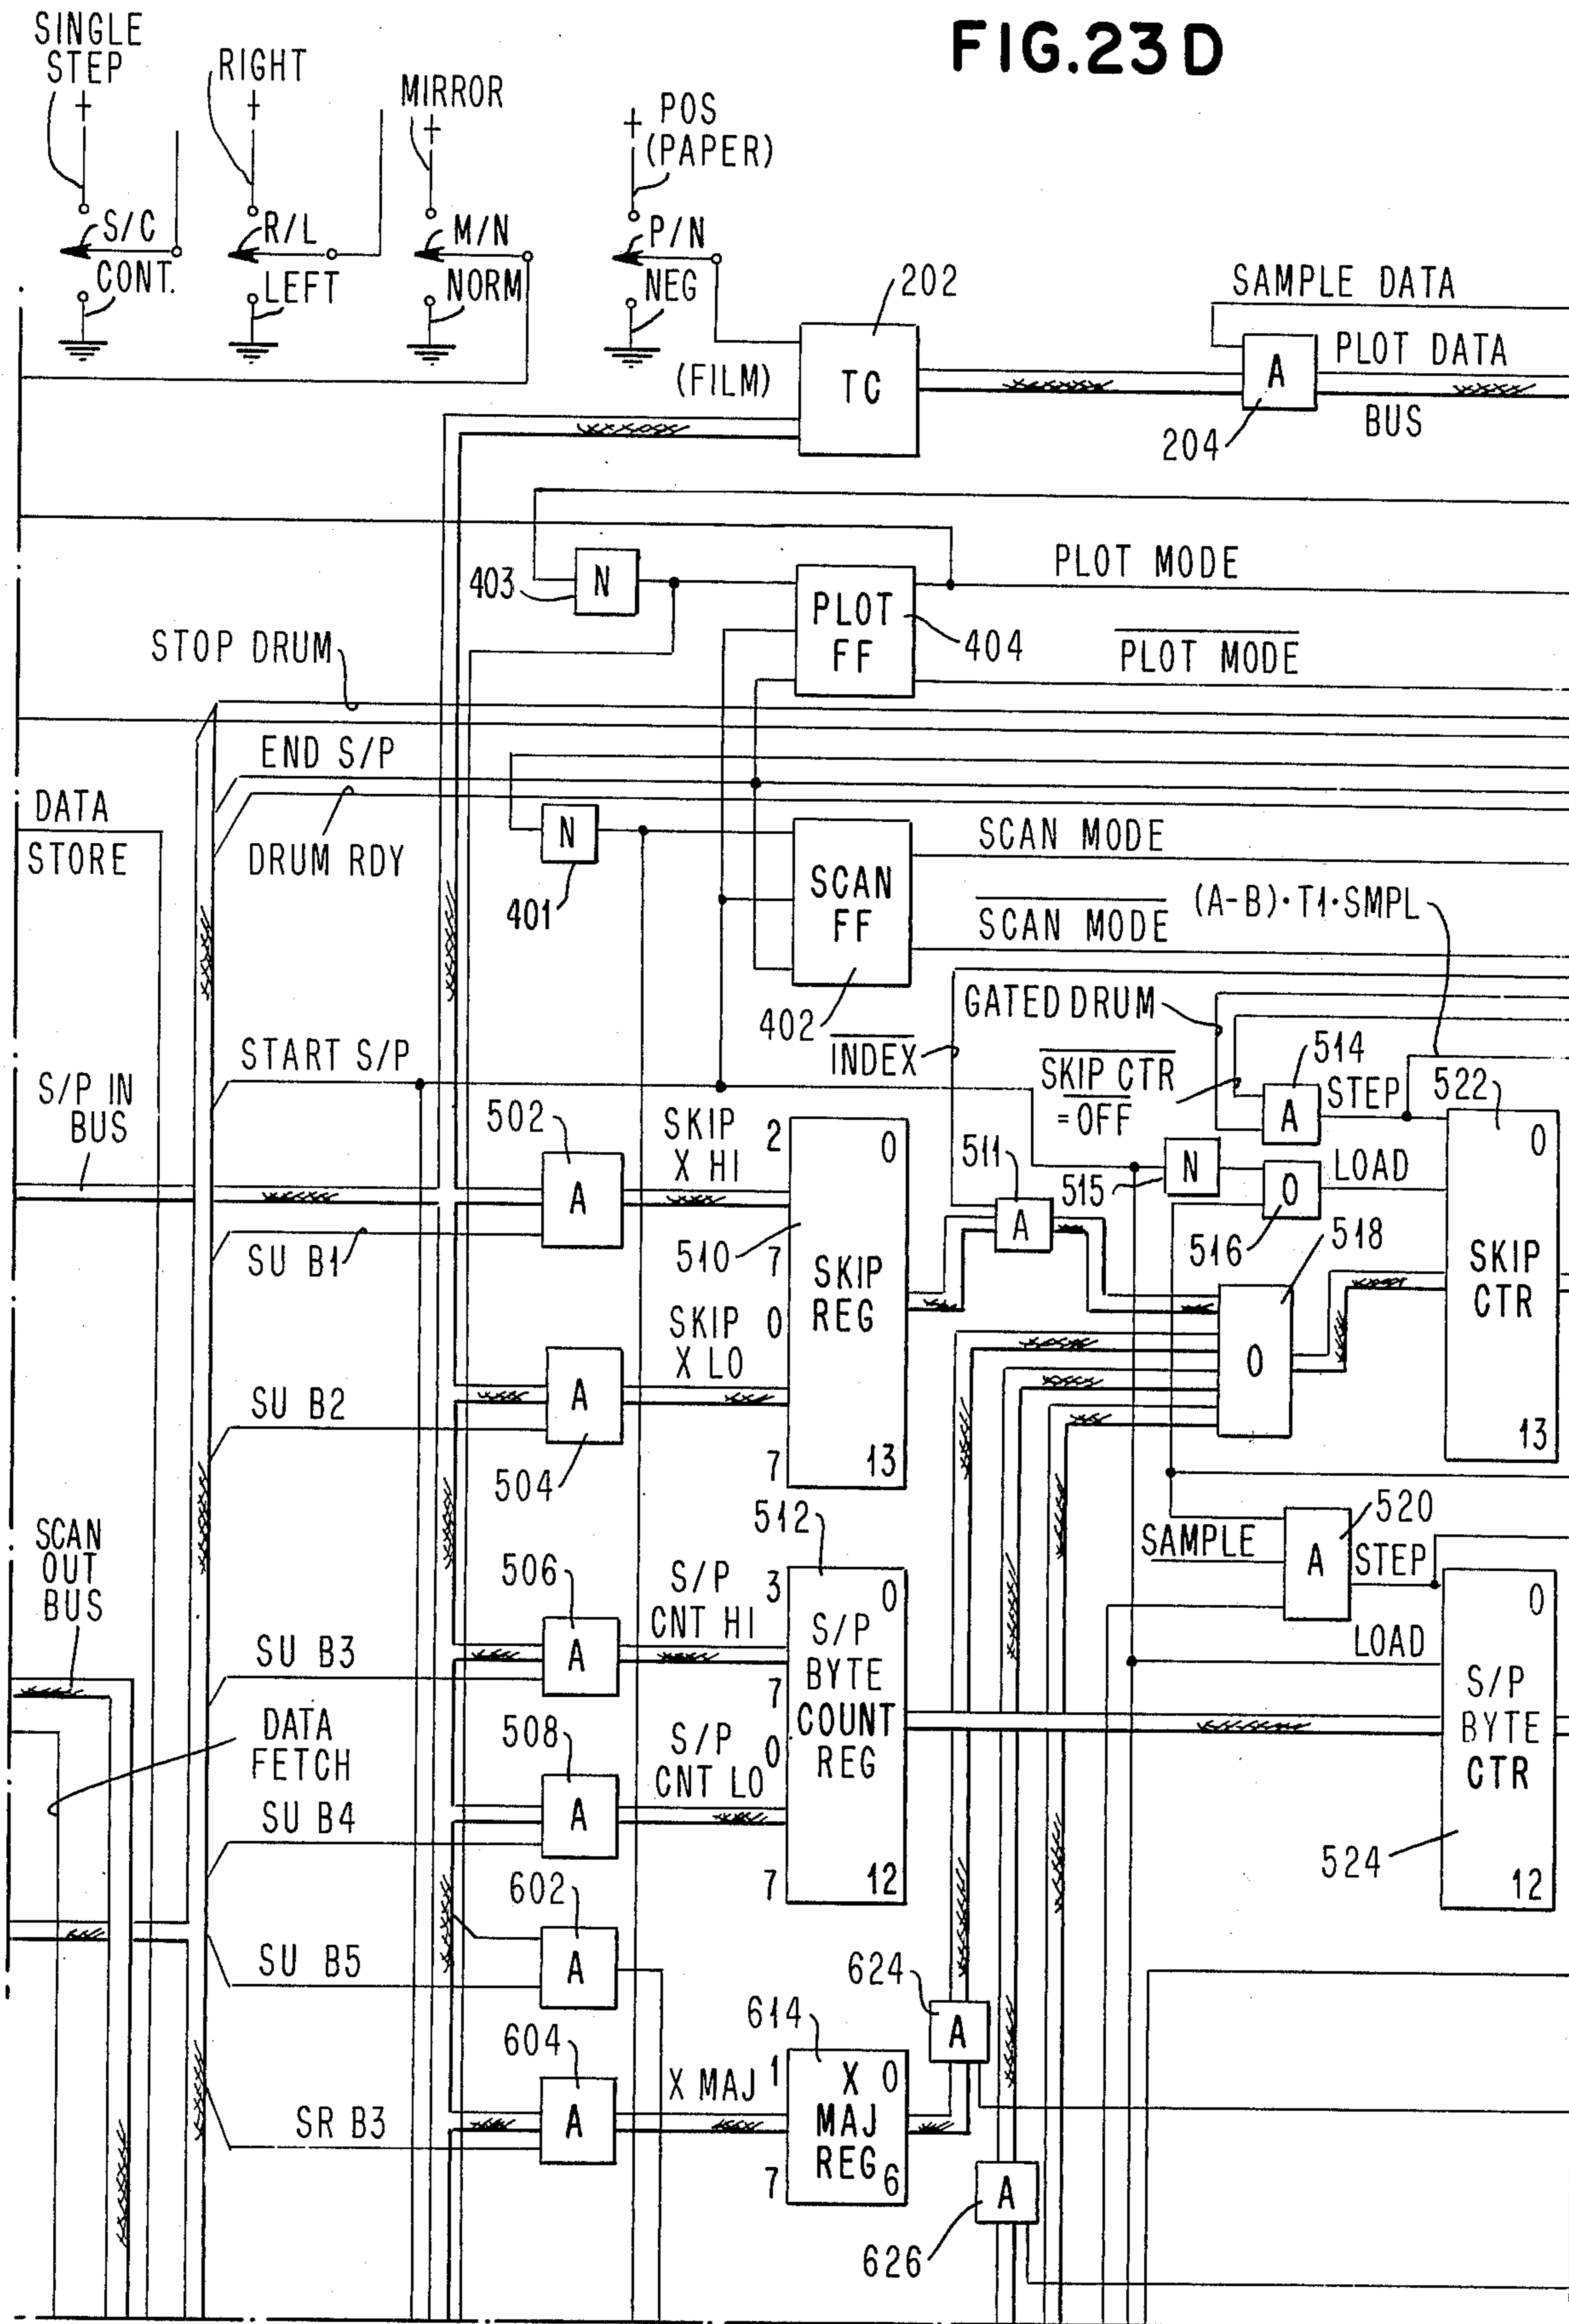 FIG.23D
SINGLE
STEP
RIGHT
MIRROR
POS
(PAPER)
S/C
R/L
M/N
P/N
CONT.
LEFT
NORM
NEG
(FILM)
202
TC
SAMPLE DATA
A
PLOT DATA
BUS
204
403
N
PLOT
FF
404
PLOT MODE
PLOT MODE
STOP DRUM
END S/P
DATA
STORE
DRUM RDY
N
401
SCAN
FF
402
SCAN MODE
SCAN MODE
(A-B)·T1·SMPL
GATED DRUM
INDEX
SKIP CTR
=OFF
514
A
STEP
522
START S/P
S/P IN
BUS
502
A
SKIP
X HI
2
0
510
7
SKIP
REG
511
A
515
N
O
LOAD
516
518
0
SKIP
CTR
13
SU B1
SKIP
X LO
0
A
504
7
13
O
SU B2
SCAN
OUT
BUS
506
A
S/P
CNT HI
512
3
0
S/P
BYTE
COUNT
REG
7
0
SAMPLE
A
520
STEP
LOAD
0
S/P
BYTE
CTR
524
12
SU B3
DATA
FETCH
508
A
S/P
CNT LO
7
12
SU B4
602
A
SU B5
624
A
604
A
X MAJ
614
1
0
X
MAJ
REG
7
6
SR B3
A
626